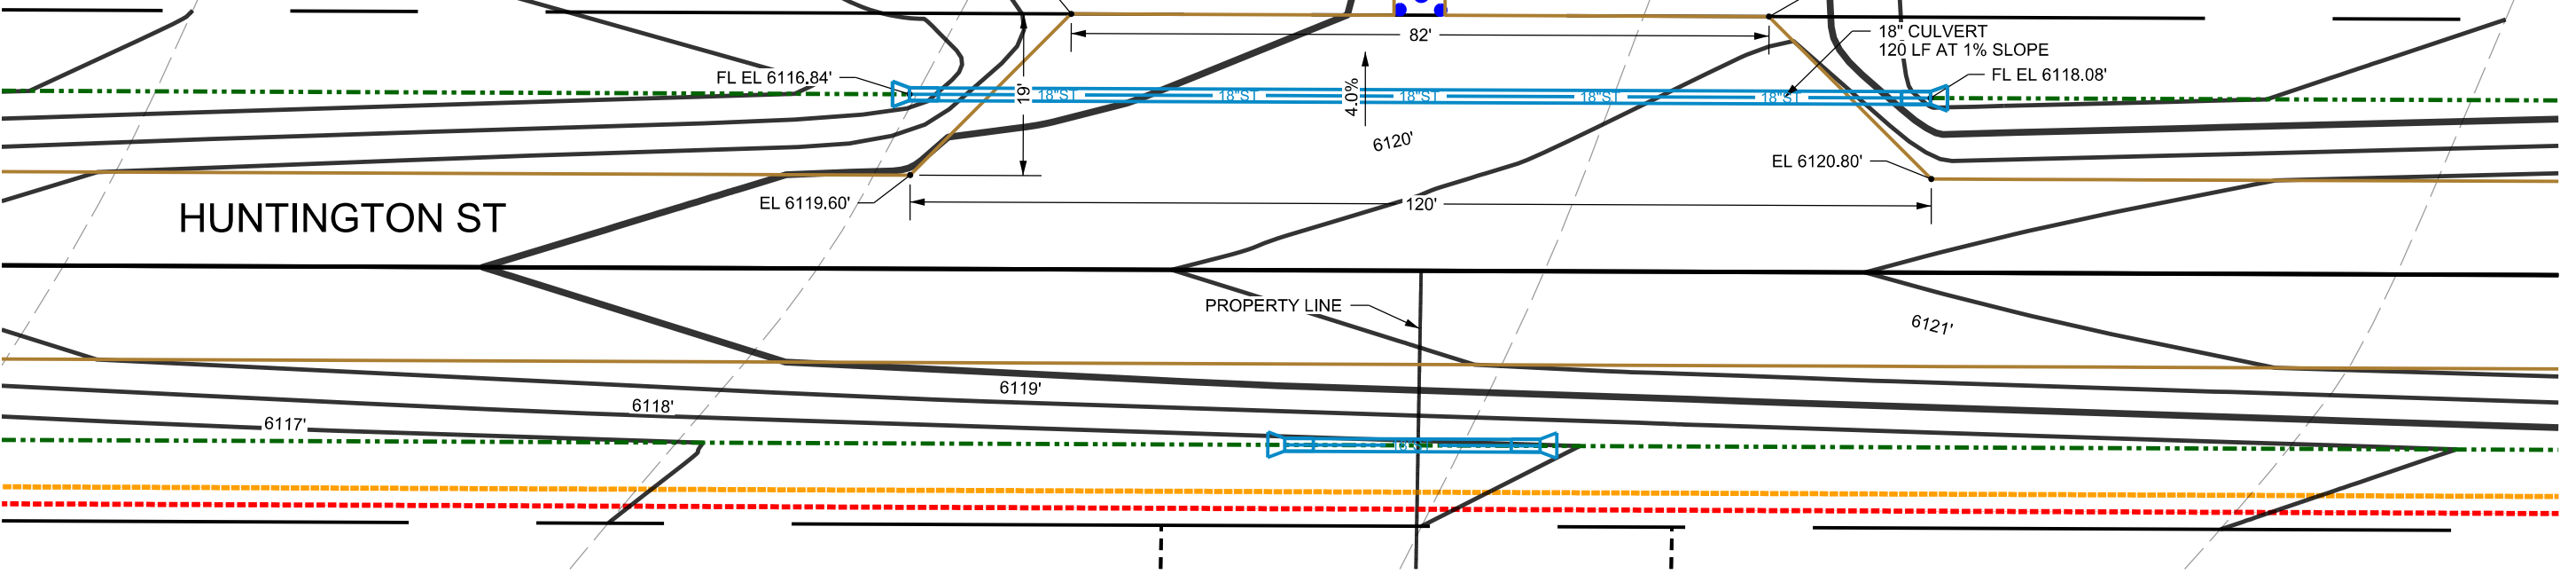 82'
18" CULVERT
120 LF AT 1% SLOPE
FL EL 6116.84'
FL EL 6118.08'
19'
18"ST
18"ST
18"ST
18"ST
18"ST
4.0%
6120'
EL 6120.80'
EL 6119.60'
120'
HUNTINGTON ST
PROPERTY LINE
6121'
6119'
6118'
6117'